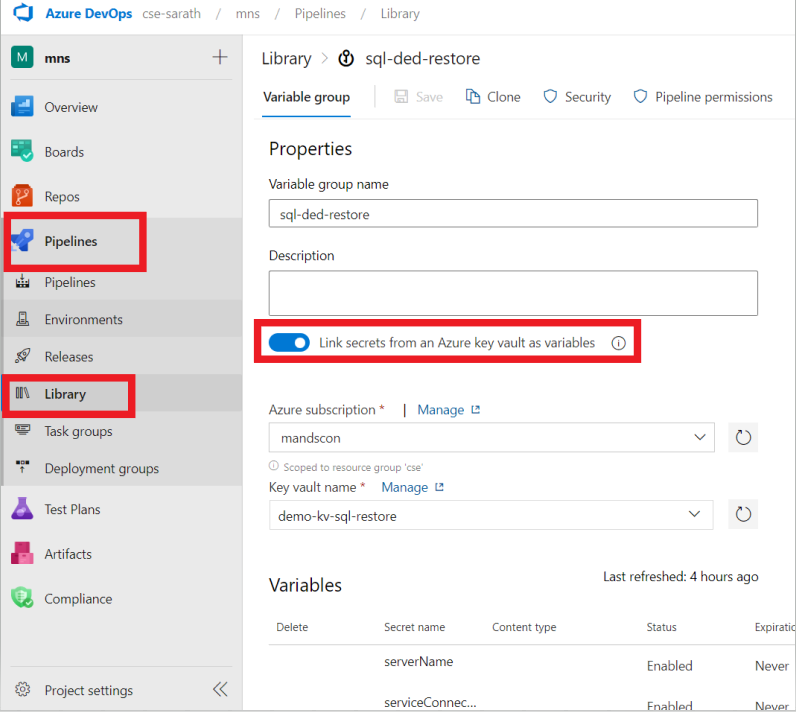 Azure DevOps cse-sarath / mns / Pipelines / Library
M mns +
Overview
Boards
Repos
Pipelines
Pipelines
Environments
Releases
Library
Task groups
Deployment groups
Test Plans
Artifacts
Compliance
Project settings
Library > sql-ded-restore
Variable group | Save Clone Security Pipeline permissions
Properties
Variable group name
sql-ded-restore
Description
Link secrets from an Azure key vault as variables
Azure subscription * | Manage
mandscon
Scoped to resource group 'cse'
Key vault name * Manage
demo-kv-sql-restore
Variables Last refreshed: 4 hours ago
Delete Secret name Content type Status Expiratic
serverName Enabled Never
serviceConnec... Enabled Never